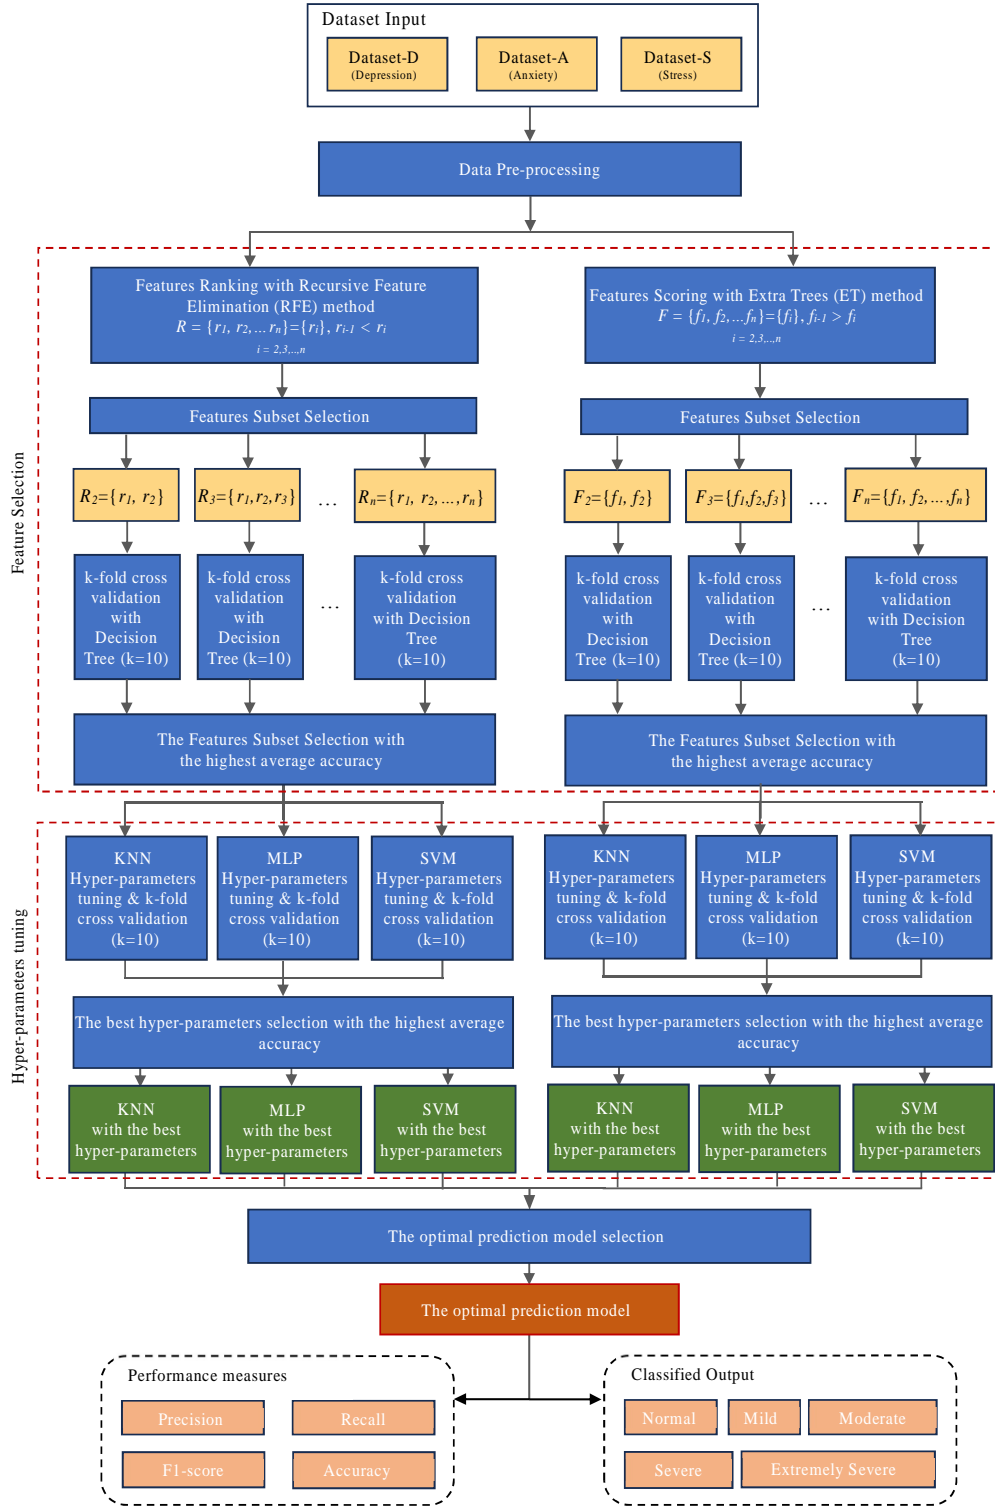 Dataset Input
Dataset-D
(Depression)
Dataset-A
(Anxiety)
Dataset-S
(Stress)
Data Pre-processing
Feature Selection
Features Ranking with Recursive Feature
Elimination (RFE) method
R = {r1, r2,... rn}={ri}, ri-1 < ri
i = 2,3,..,n
Features Scoring with Extra Trees (ET) method
F = {f1, f2,...fn}={fi}, fi-1 > fi
i = 2,3,..,n
Features Subset Selection
Features Subset Selection
R2={r1, r2}
R3={r1,r2,r3}
...
Rn={r1, r2,...,rn}
F2={f1, f2}
F3={f1,f2,f3}
...
Fn={f1, f2,...,fn}
k-fold cross
validation
with
Decision
Tree (k=10)
k-fold cross
validation
with
Decision
Tree (k=10)
...
k-fold cross
validation
with Decision
Tree
(k=10)
k-fold cross
validation
with
Decision
Tree (k=10)
k-fold cross
validation
with
Decision
Tree (k=10)
...
k-fold cross
validation
with Decision
Tree
(k=10)
The Features Subset Selection with
the highest average accuracy
The Features Subset Selection with
the highest average accuracy
Hyper-parameters tuning
KNN
Hyper-parameters
tuning & k-fold
cross validation
(k=10)
MLP
Hyper-parameters
tuning & k-fold
cross validation
(k=10)
SVM
Hyper-parameters
tuning & k-fold
cross validation
(k=10)
KNN
Hyper-parameters
tuning & k-fold
cross validation
(k=10)
MLP
Hyper-parameters
tuning & k-fold
cross validation
(k=10)
SVM
Hyper-parameters
tuning & k-fold
cross validation
(k=10)
The best hyper-parameters selection with the highest average
accuracy
The best hyper-parameters selection with the highest average
accuracy
KNN
with the best
hyper-parameters
MLP
with the best
hyper-parameters
SVM
with the best
hyper-parameters
KNN
with the best
hyper-parameters
MLP
with the best
hyper-parameters
SVM
with the best
hyper-parameters
The optimal prediction model selection
The optimal prediction model
Performance measures
Precision
Recall
F1-score
Accuracy
Classified Output
Normal
Mild
Moderate
Severe
Extremely Severe